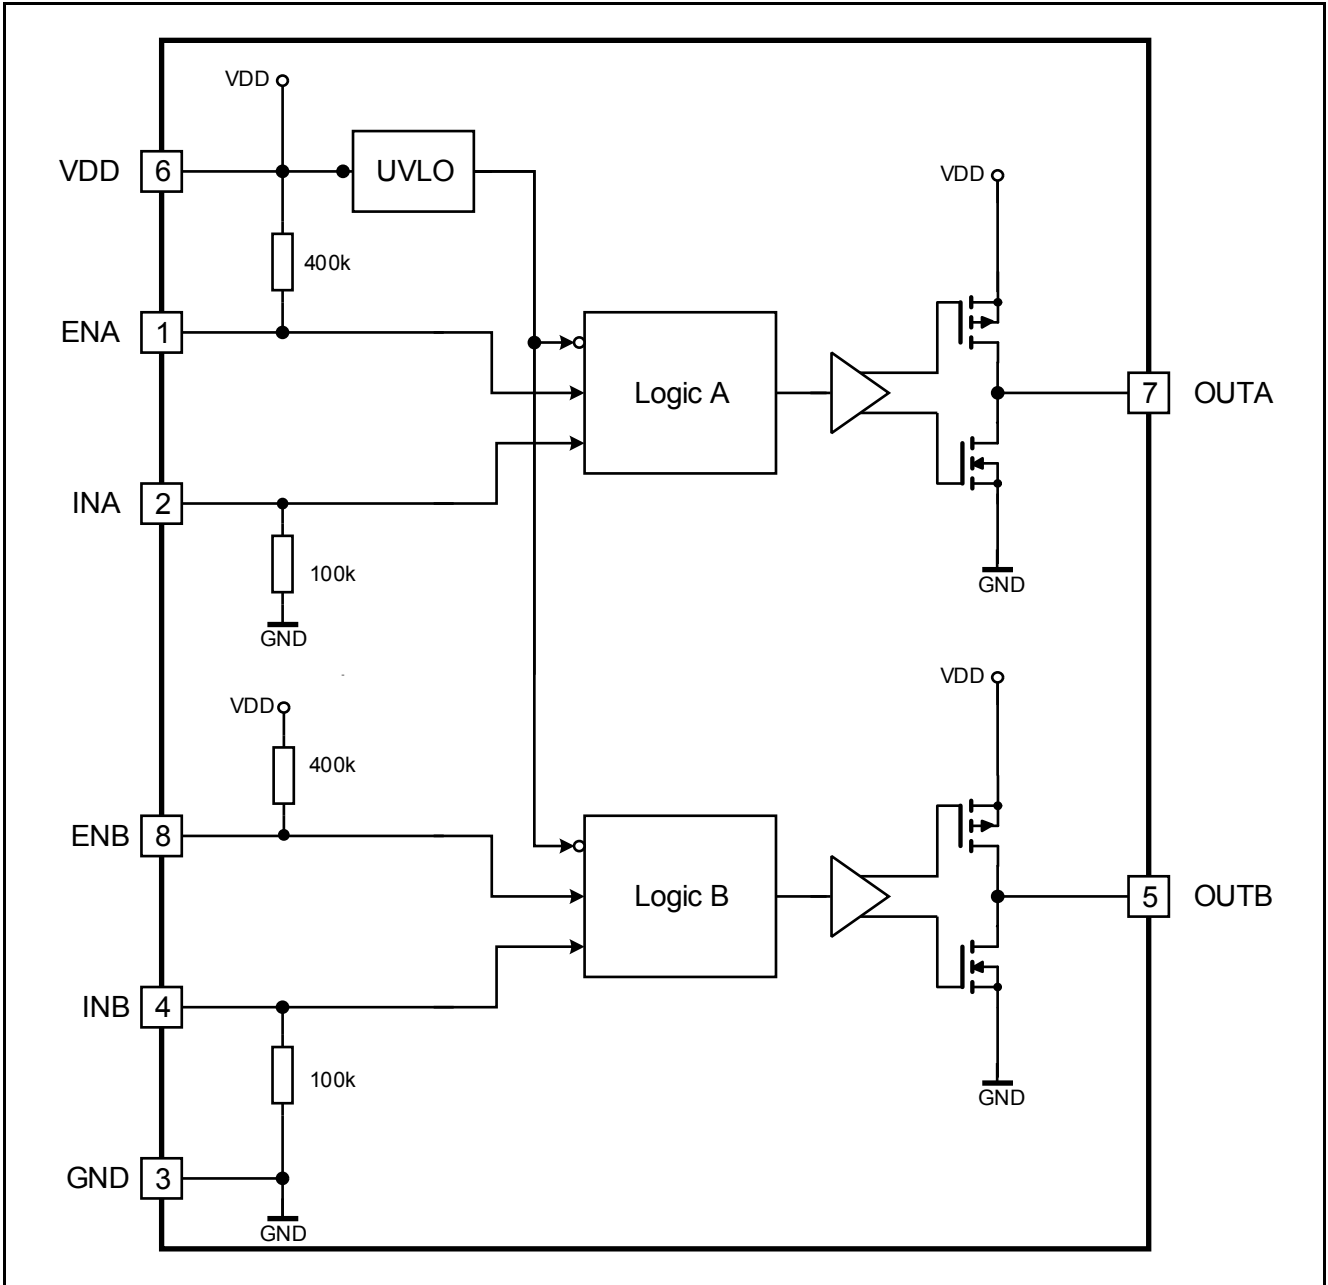 VDD
VDD
6
UVLO
VDD
400k
ENA
1
Logic A
7
OUTA
INA
2
100k
GND
GND
VDD
VDD
400k
ENB
8
Logic B
5
OUTB
INB
4
100k
GND
GND
3
GND